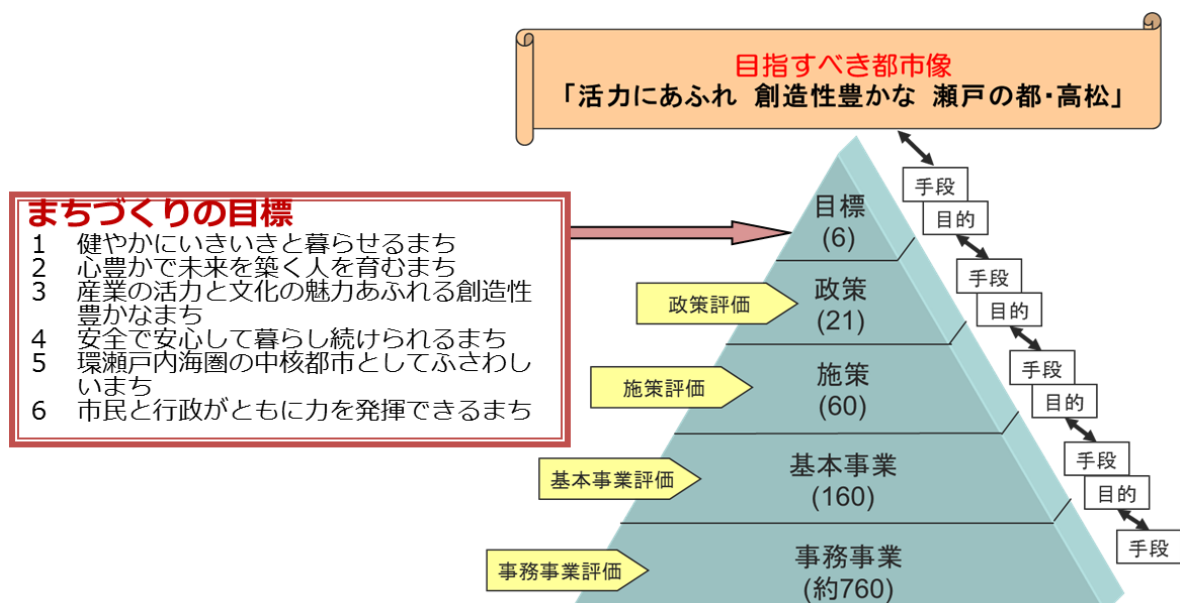 目指すべき都市像
「活力にあふれ 創造性豊かな 瀬戸の都・高松」
まちづくりの目標
1 健やかにいきいきと暮らせるまち
2 心豊かで未来を築く人を育むまち
3 産業の活力と文化の魅力あふれる創造性
豊かなまち
4 安全で安心して暮らし続けられるまち
5 環瀬戸内海圏の中核都市としてふさわし
いまち
6 市民と行政がともに力を発揮できるまち
目標
(6)
手段
目的
政策評価
政策
(21)
手段
目的
施策評価
施策
(60)
手段
目的
基本事業評価
基本事業
(160)
手段
目的
事務事業評価
事務事業
(約760)
手段